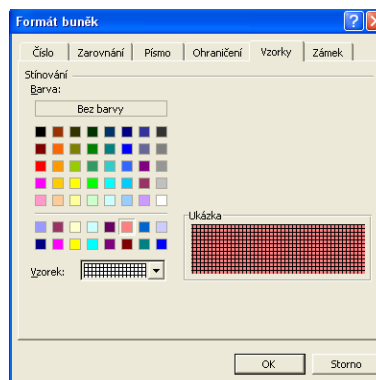 Formát buněk
Číslo Zarovnání Písmo Ohraničení Vzorky Zámek
Stínování
Barva:
Bez barvy
Ukázka
Vzorek:
OK Storno